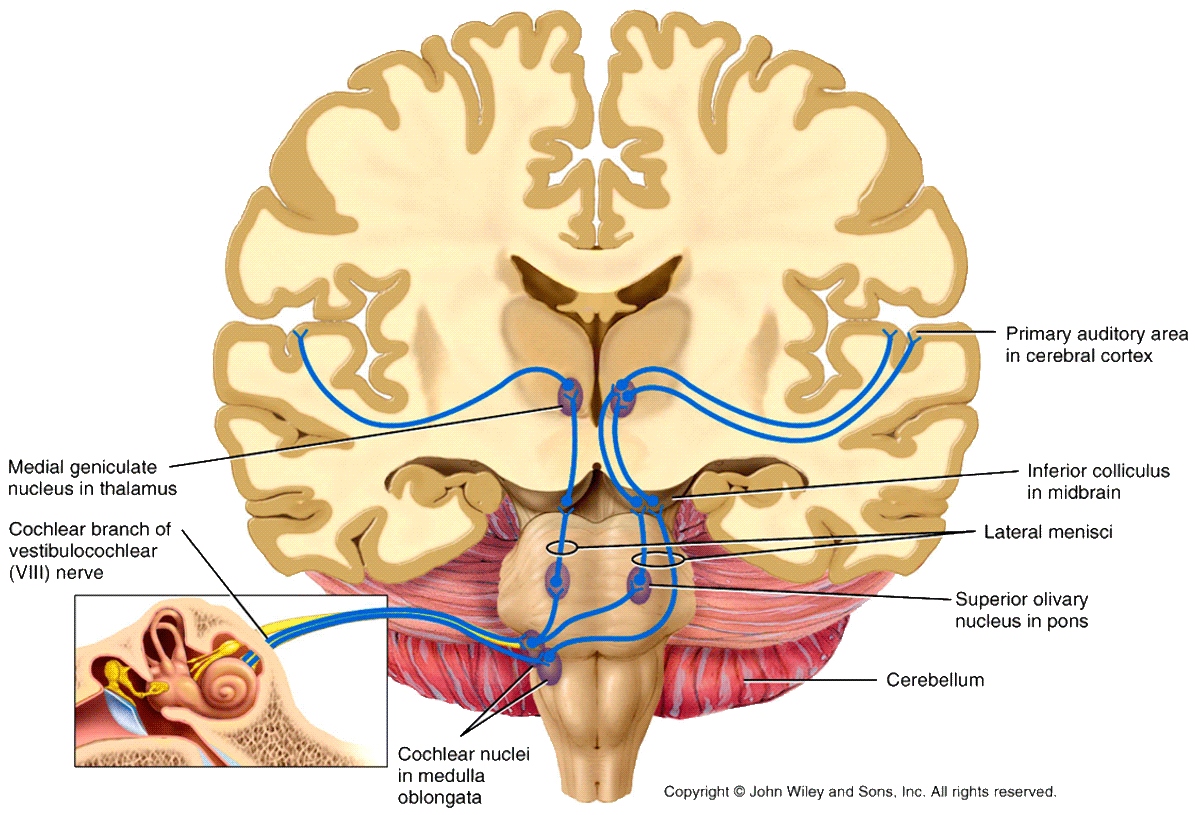 Primary auditory area
in cerebral cortex
Medial geniculate
nucleus in thalamus
Inferior colliculus
in midbrain
Cochlear branch of
vestibulocochlear
(VIII) nerve
Lateral menisci
Superior olivary
nucleus in pons
Cerebellum
Cochlear nuclei
in medulla
oblongata
Copyright © John Wiley and Sons, Inc. All rights reserved.